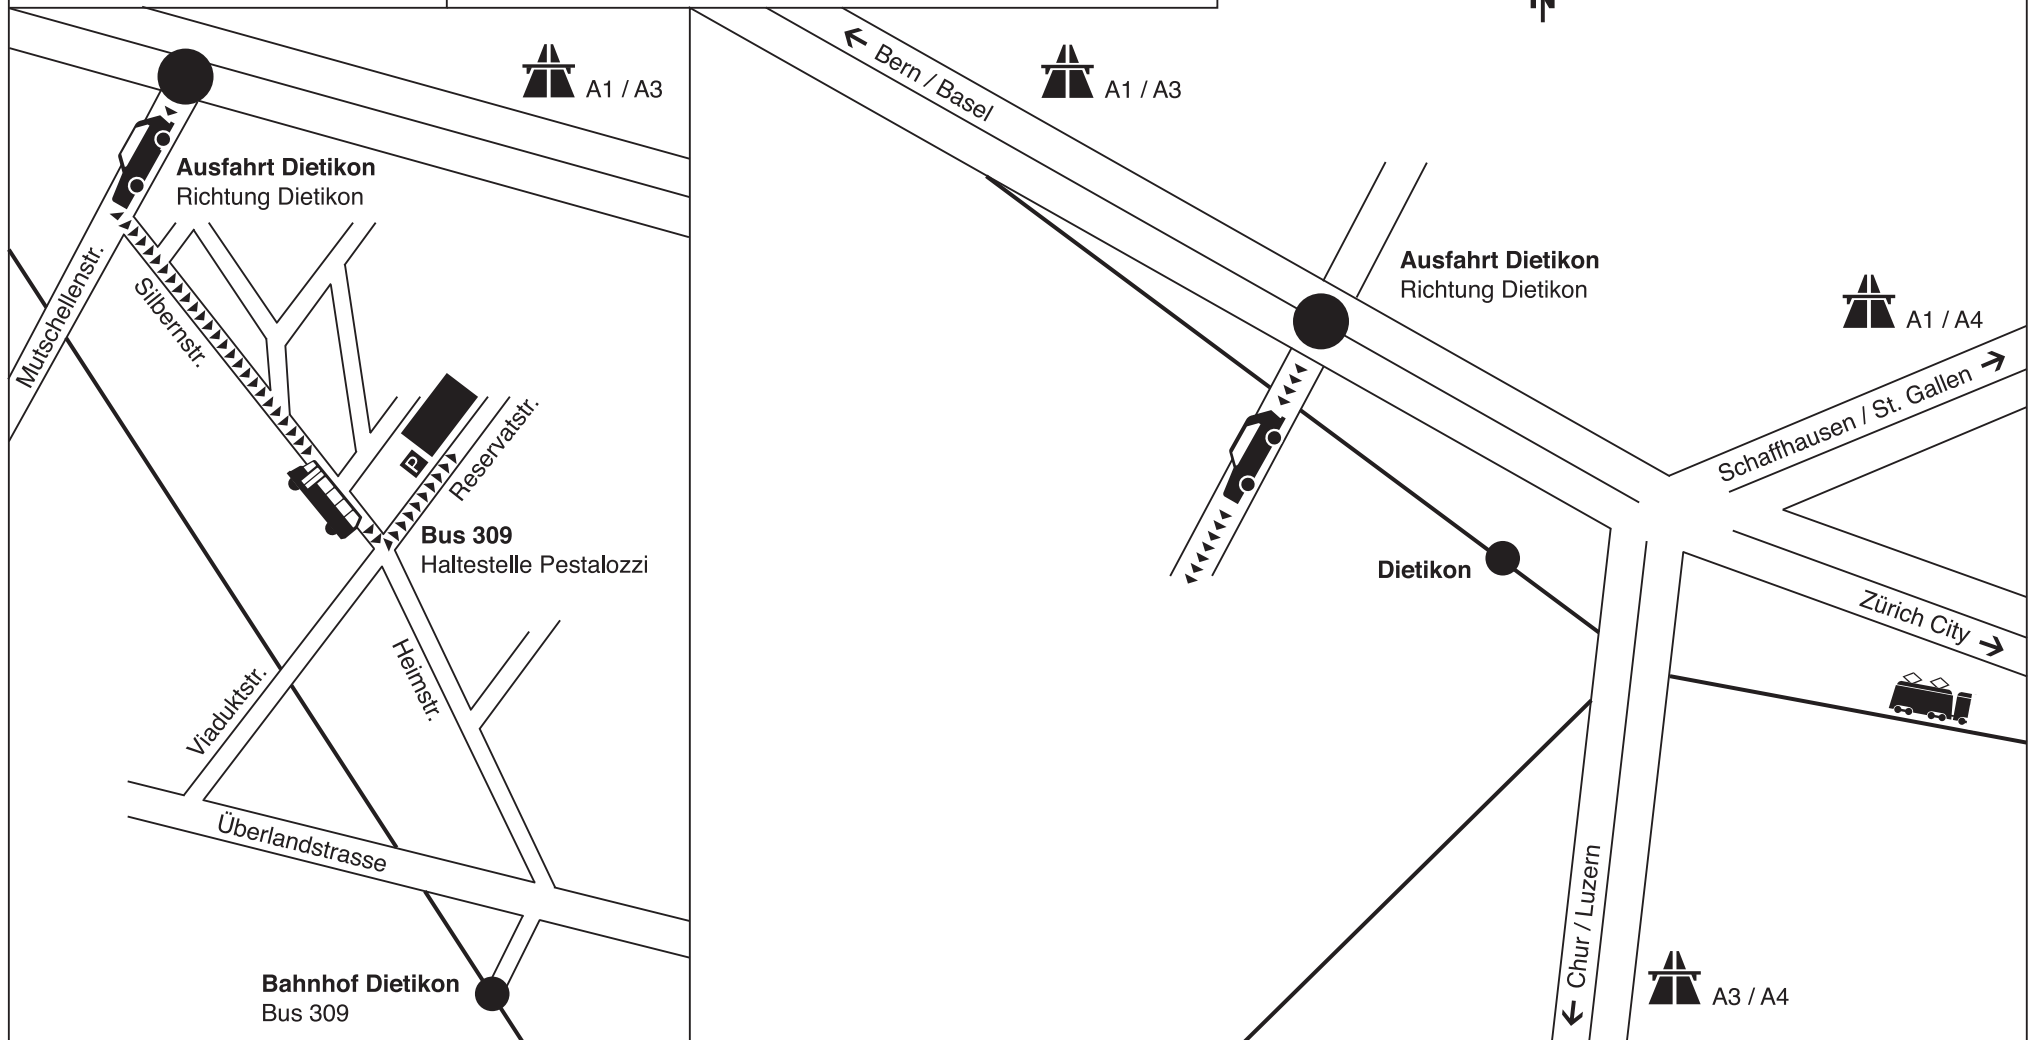 N
A1 / A3
Ausfahrt Dietikon
Richtung Dietikon
Mutschellenstr.
Silbernstr.
P
Reservatstr.
Bus 309
Haltestelle Pestalozzi
Viaduktstr.
Heimstr.
Überlandstrasse
Bahnhof Dietikon
Bus 309
Bern / Basel
A1 / A3
Ausfahrt Dietikon
Richtung Dietikon
A1 / A4
Schaffhausen / St. Gallen
Dietikon
Zürich City
Chur / Luzern
A3 / A4